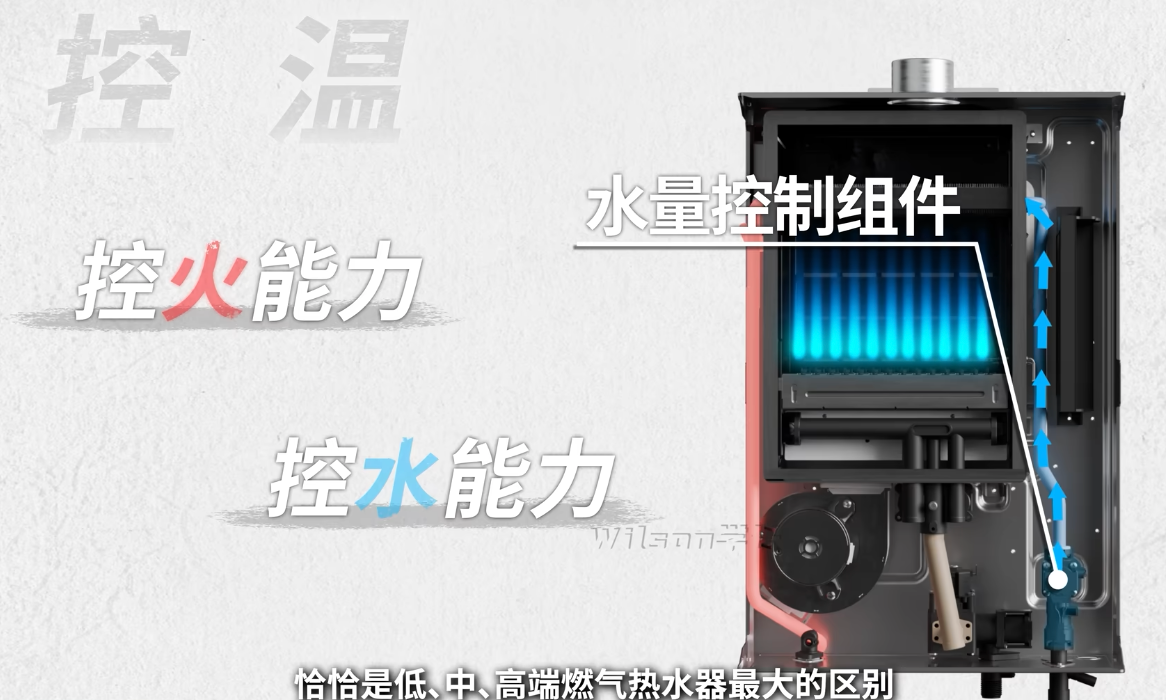 控 温
水量控制组件
控火能力
控水能力
恰恰是低、中、高端燃气热水器最大的区别